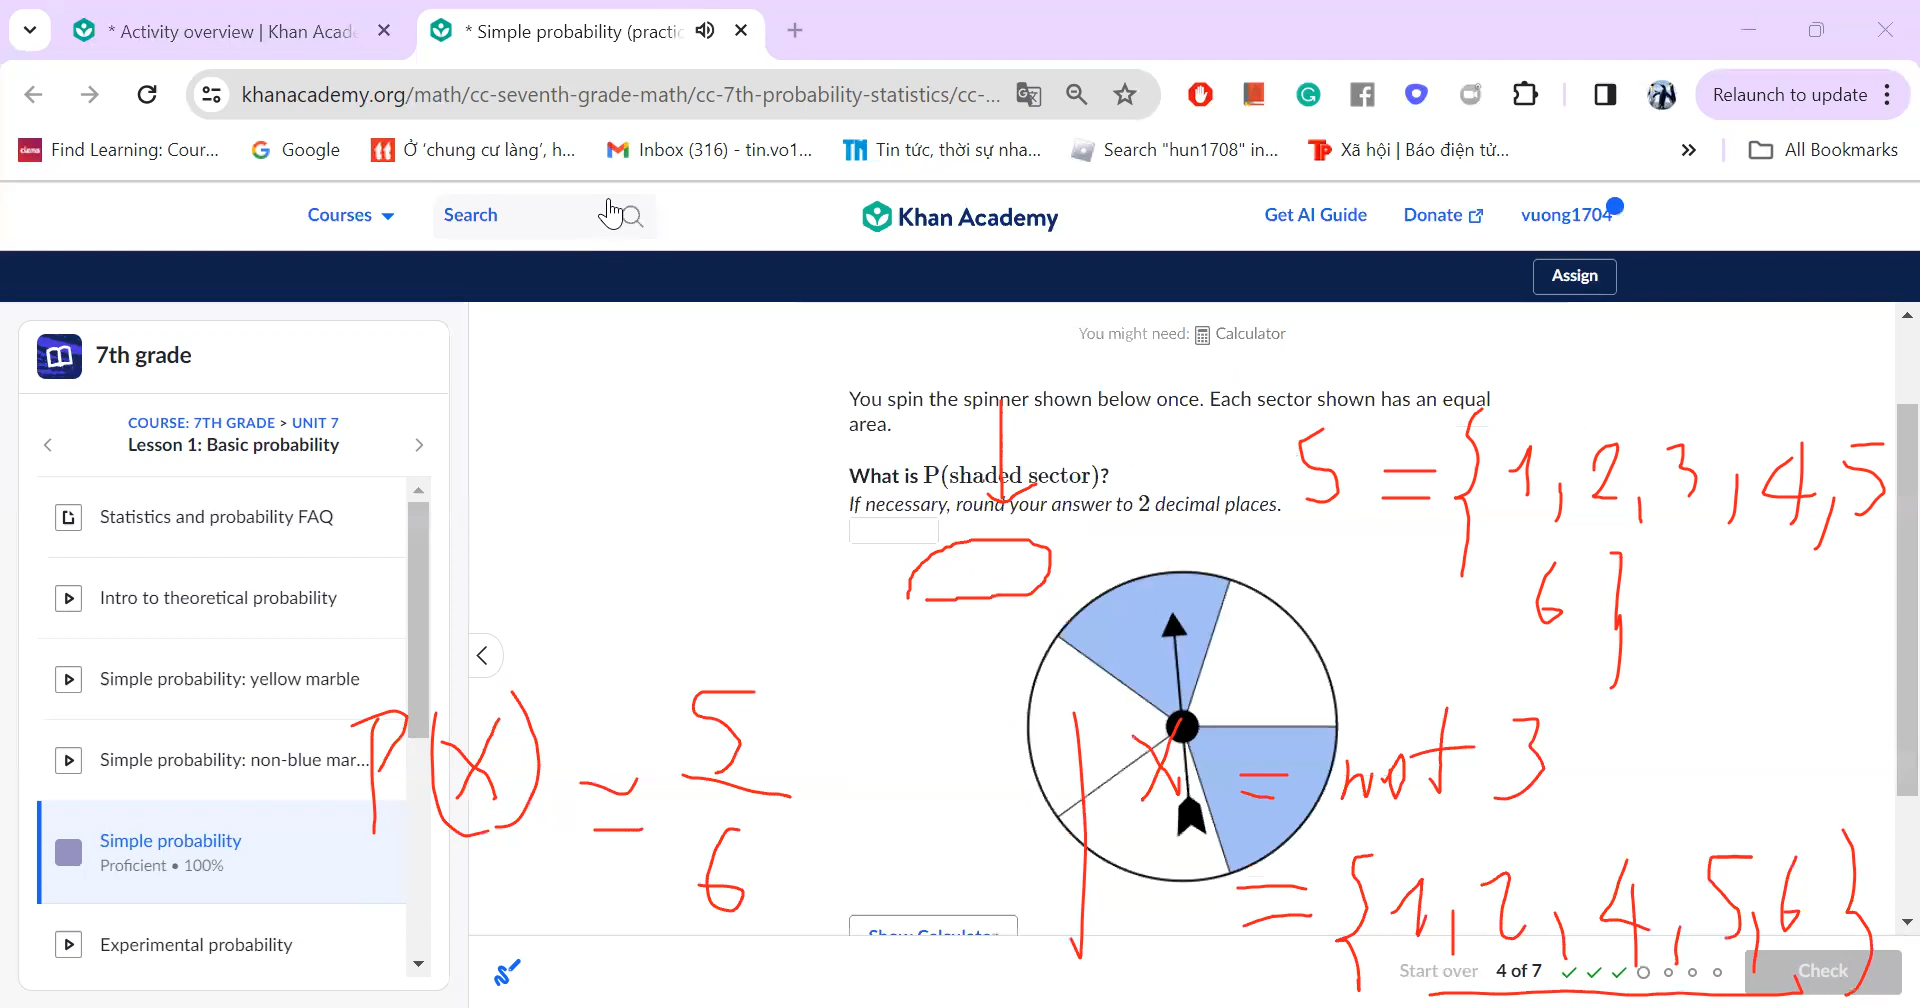 * Activity overview | Khan Acade
* Simple probability (practic
khanacademy.org/math/cc-seventh-grade-math/cc-7th-probability-statistics/cc-...
Relaunch to update
Find Learning: Cour...
Google
Ở 'chung cư làng', h...
Inbox (316) - tin.vo1...
Tin tức, thời sự nha...
Search "hun1708" in...
Xã hội | Báo điện tử...
All Bookmarks
Courses
Search
Khan Academy
Get AI Guide
Donate
vuong1704
Assign
7th grade
COURSE: 7TH GRADE > UNIT 7
Lesson 1: Basic probability
Statistics and probability FAQ
Intro to theoretical probability
Simple probability: yellow marble
Simple probability: non-blue mar...
Simple probability
Proficient • 100%
Experimental probability
You might need: Calculator
You spin the spinner shown below once. Each sector shown has an equal
area.
What is P(shaded sector)?
If necessary, round your answer to 2 decimal places.
S = {1, 2, 3, 4, 5
6}
P(X) = 5/6
X = not 3
= {1, 2, 4, 5, 6}
Show Calculator
Start over
4 of 7
Check